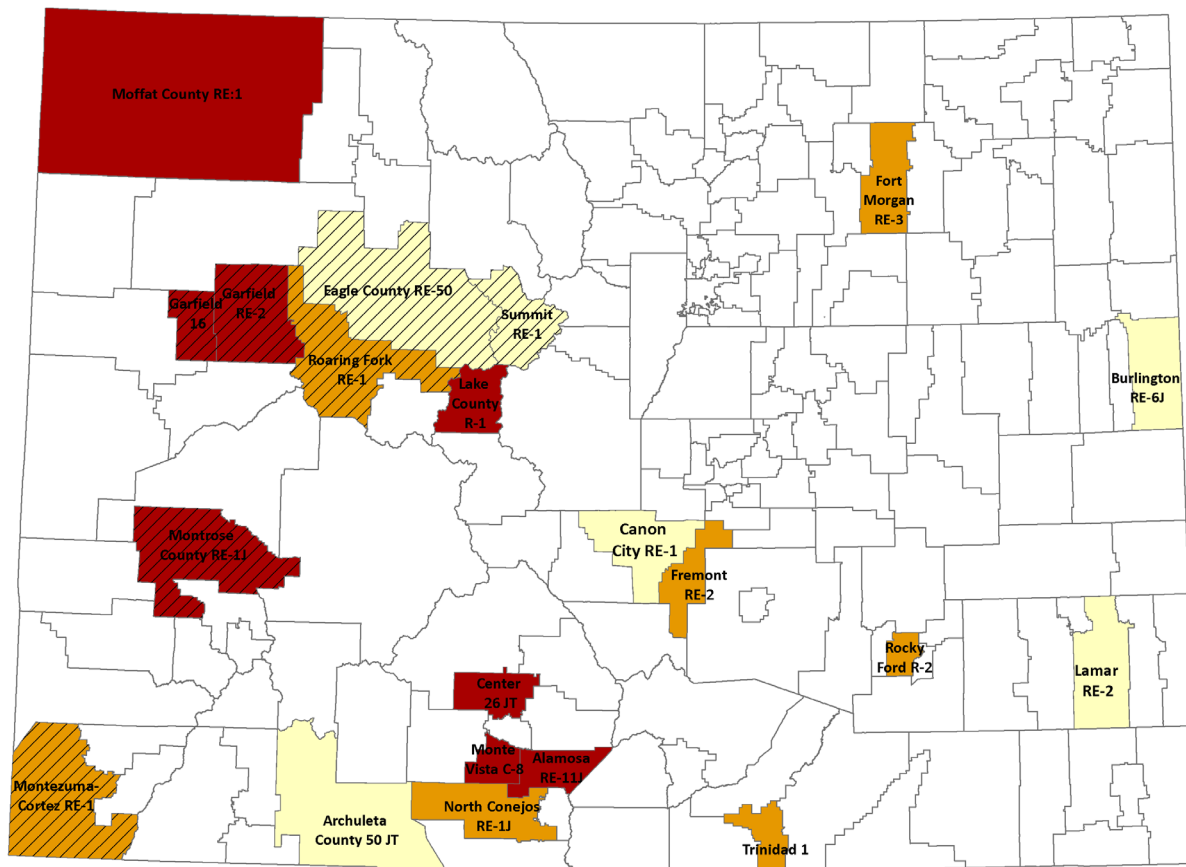 Moffat County RE:1
Fort
Morgan
RE-3
Eagle County RE-50
Garfield
RE-2
Garfield
16
Summit
RE-1
Roaring Fork
RE-1
Lake
County
R-1
Burlington
RE-6J
Montrose
County RE-1J
Canon
City RE-1
Fremont
RE-2
Rocky
Ford R-2
Lamar
RE-2
Center
26 JT
Monte
Vista C-8
Alamosa
RE-11J
Montezuma-
Cortez RE-1
North Conejos
RE-1J
Archuleta
County 50 JT
Trinidad 1